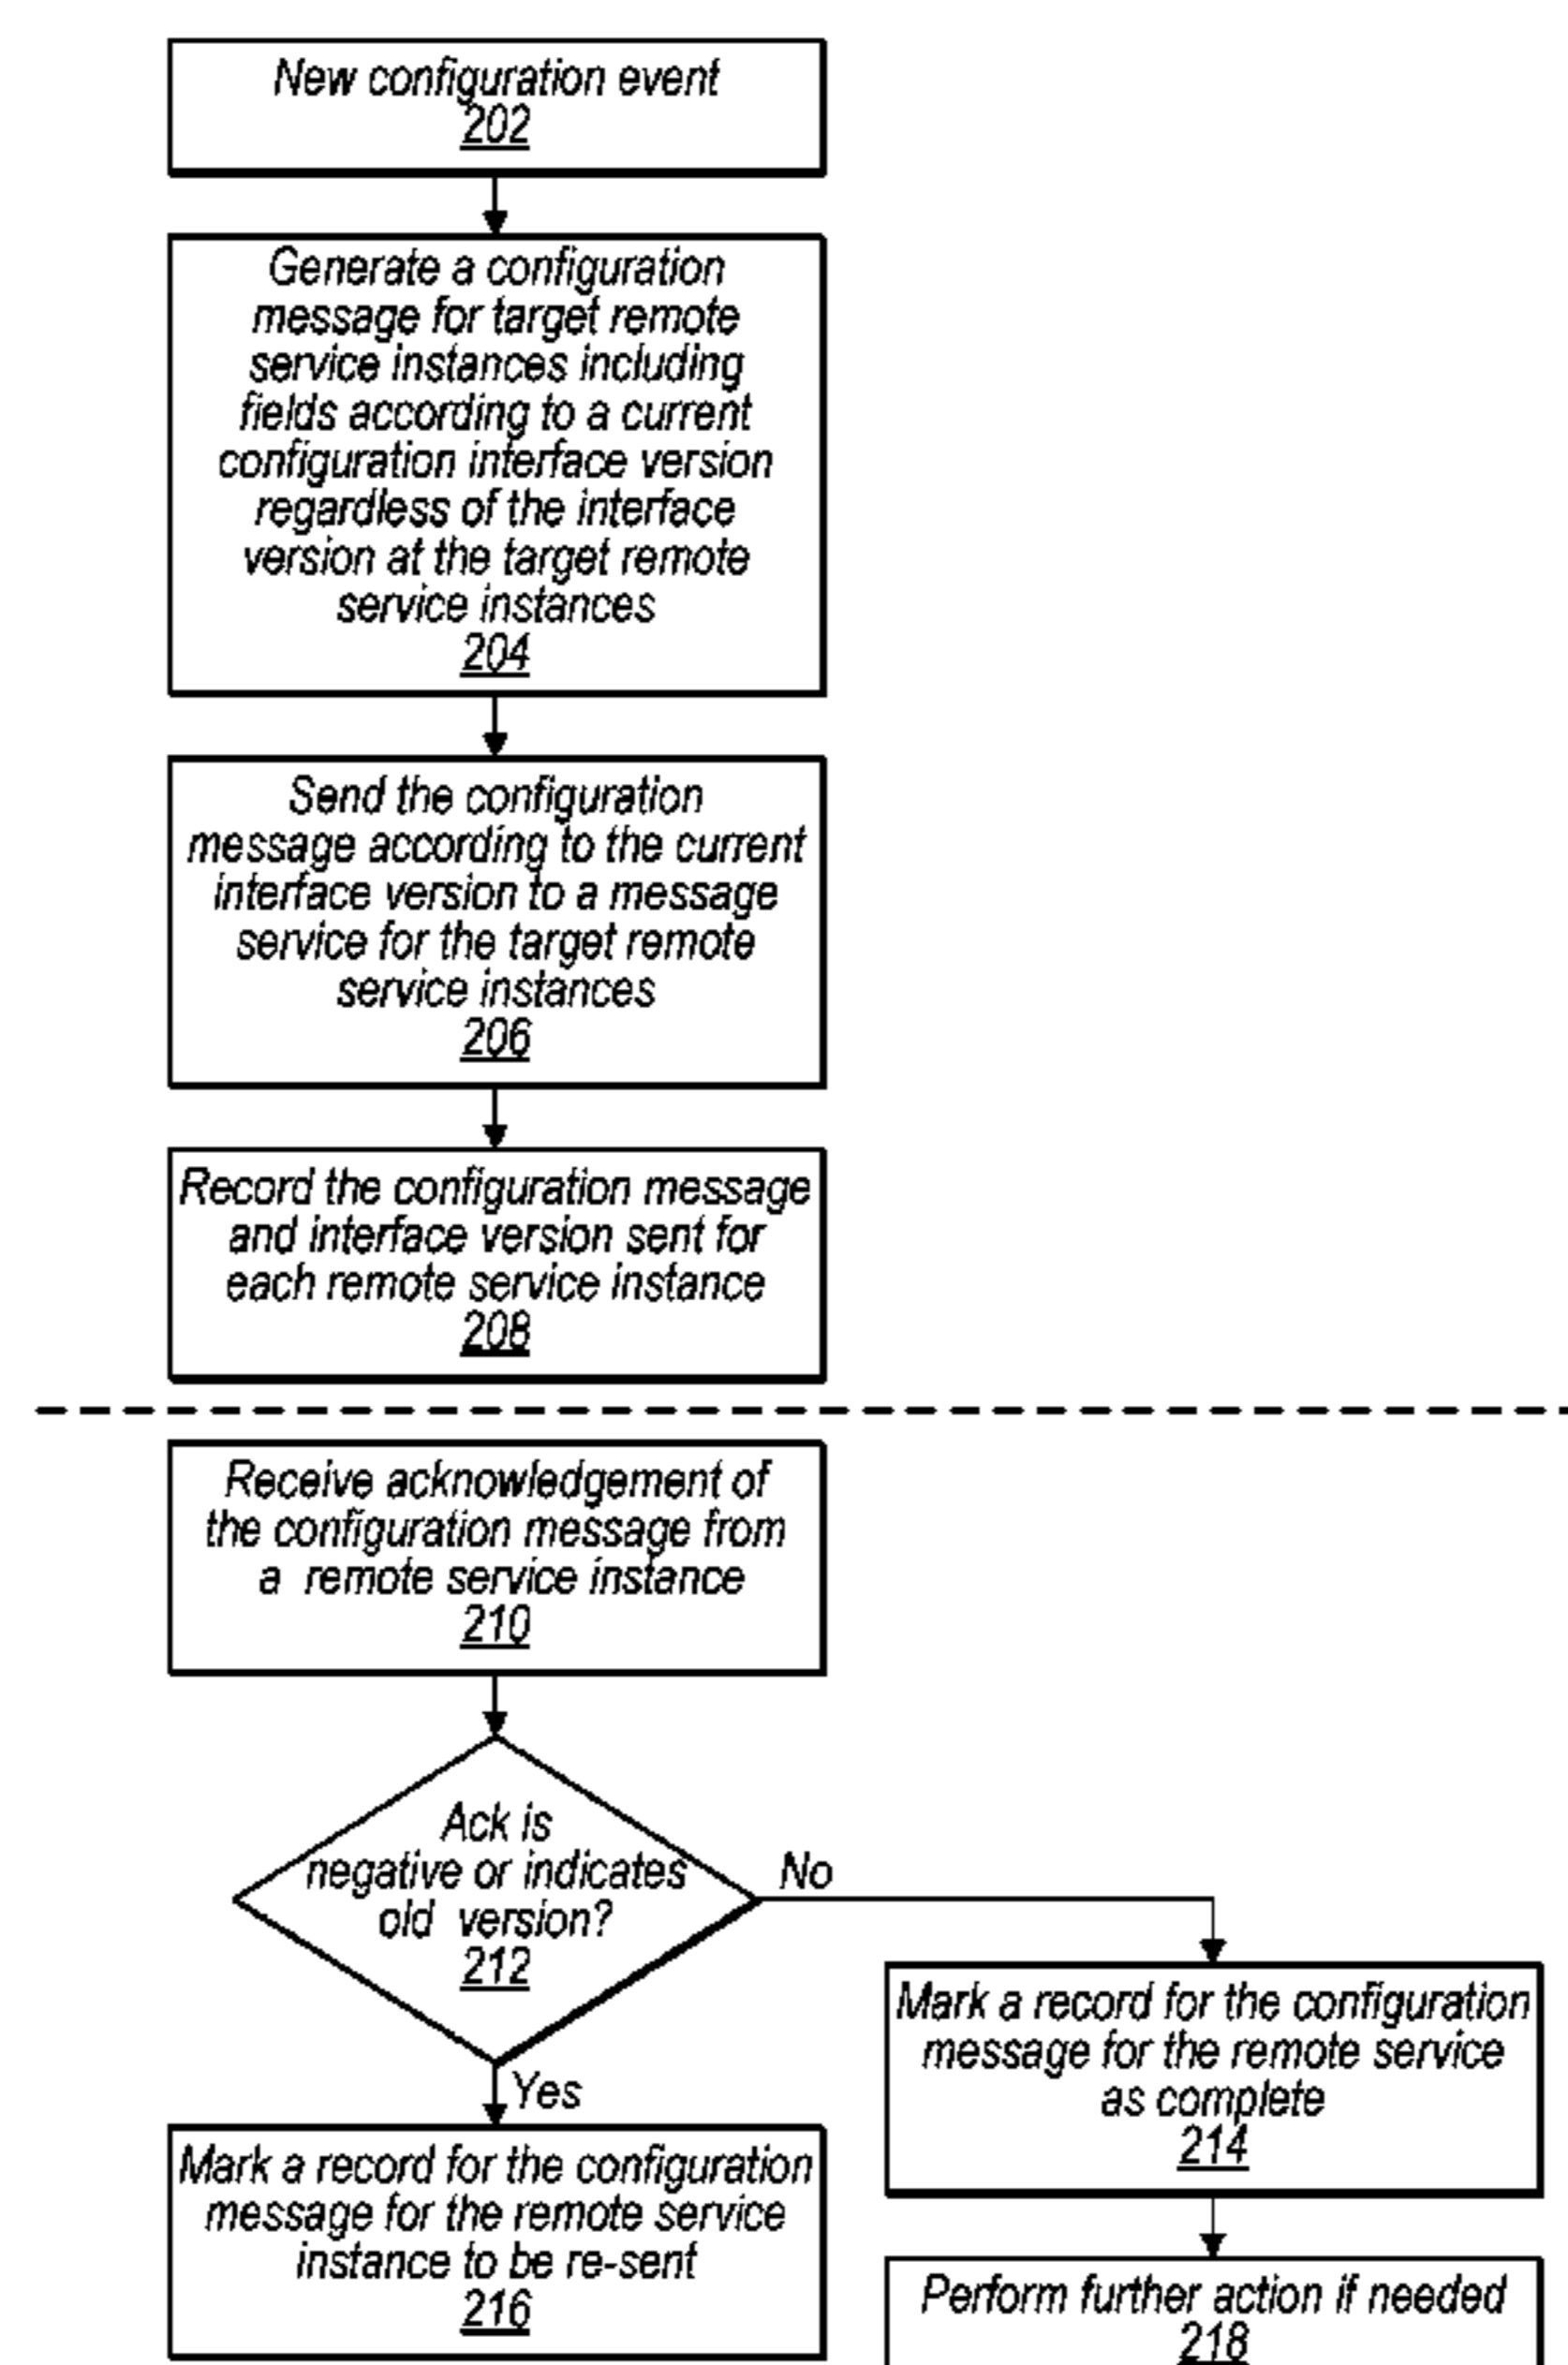 New configuration event
202
Generate a configuration
message for target remote
service instances including
fields according to a current
configuration interface version
regardless of the interface
version at the target remote
service instances
204
Send the configuration
message according to the current
interface version to a message
service for the target remote
service instances
206
Record the configuration message
and interface version sent for
each remote service instance
208
Receive acknowledgement of
the configuration message from
a remote service instance
210
Ack is
negative or indicates
old version?
212
No
Yes
Mark a record for the configuration
message for the remote service
as complete
214
Mark a record for the configuration
message for the remote service
instance to be re-sent
216
Perform further action if needed
218